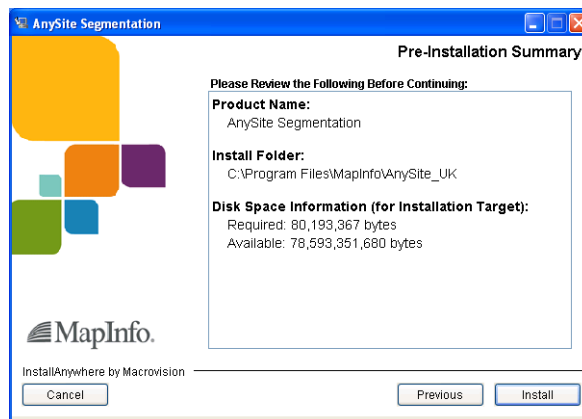 AnySite Segmentation
Pre-Installation Summary
Please Review the Following Before Continuing:
Product Name:
AnySite Segmentation
Install Folder:
C:\Program Files\MapInfo\AnySite_UK
Disk Space Information (for Installation Target):
Required: 80,193,367 bytes
Available: 78,593,351,680 bytes
MapInfo.
InstallAnywhere by Macrovision
Cancel
Previous
Install